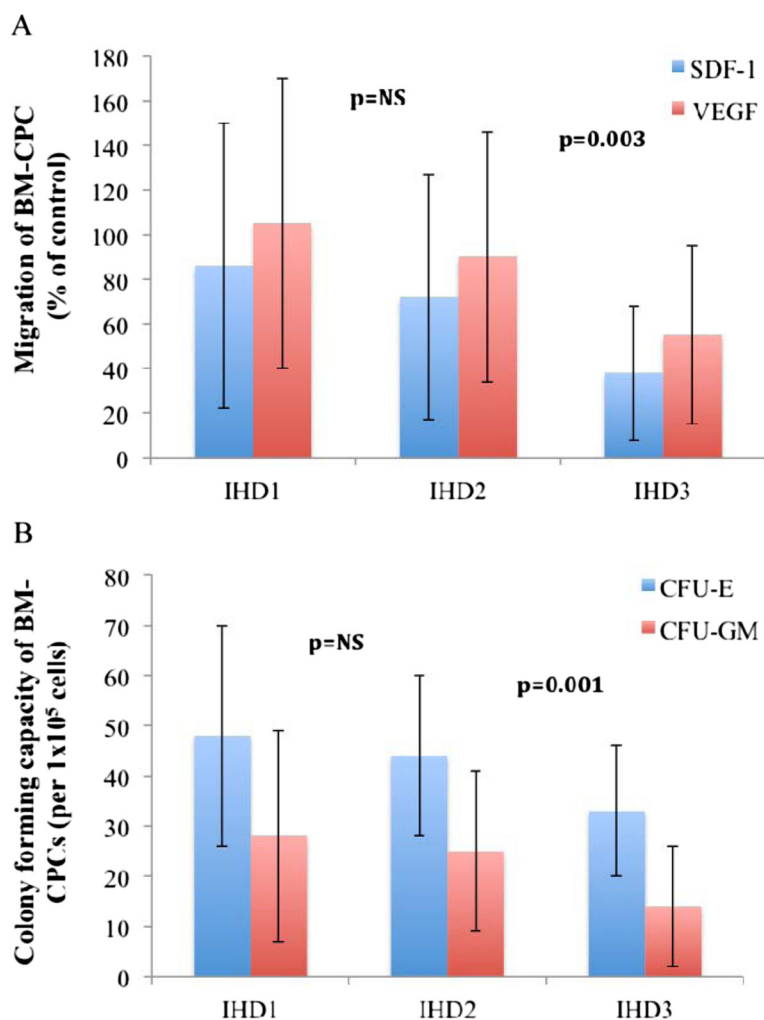 A
Migration of BM-CPC
(% of control)
180
160
140
120
100
80
60
40
20
0
p=NS
p=0.003
SDF-1
VEGF
IHD1 IHD2 IHD3
B
Colony forming capacity of BM-
CPCs (per 1x10⁵ cells)
80
70
60
50
40
30
20
10
0
p=NS
p=0.001
CFU-E
CFU-GM
IHD1 IHD2 IHD3